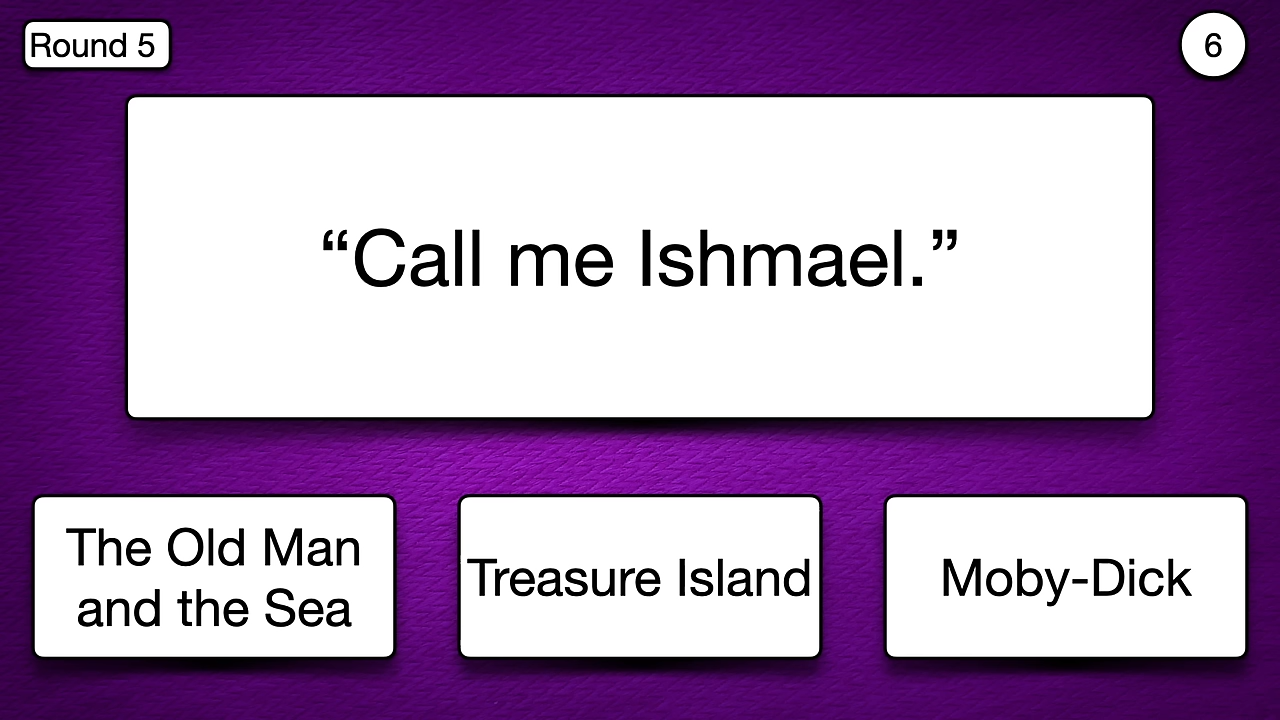 Round 5
6
“Call me Ishmael.”
The Old Man
and the Sea
Treasure Island
Moby-Dick